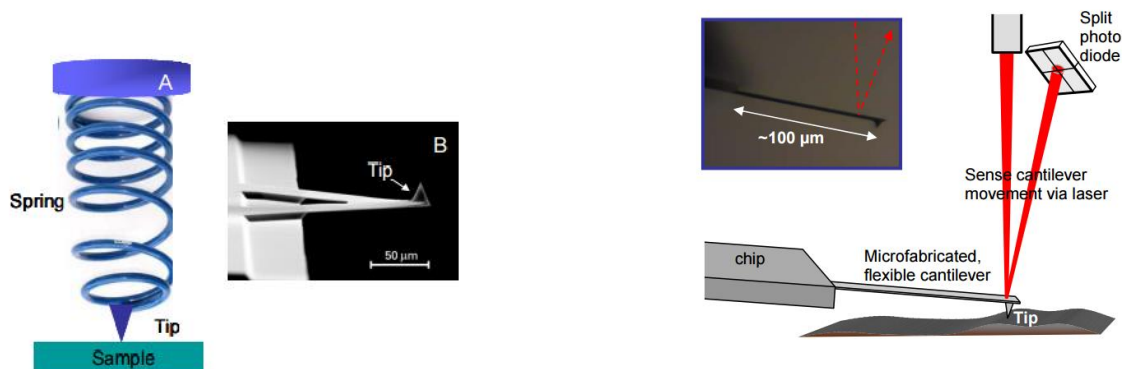 A
Spring
Tip
Sample
B
Tip
50 µm
~100 µm
Split
photo
diode
Sense cantilever
movement via laser
chip
Microfabricated,
flexible cantilever
Tip